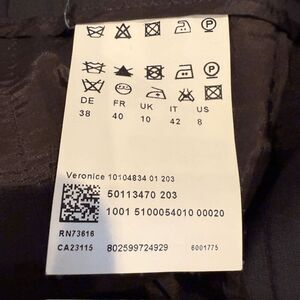 DE FR UK IT US
38 40 10 42 8
Veronice 10104834 01 203
50113470 203
1001 5100054010 00020
RN73616
CA23115 802599724929 6001775